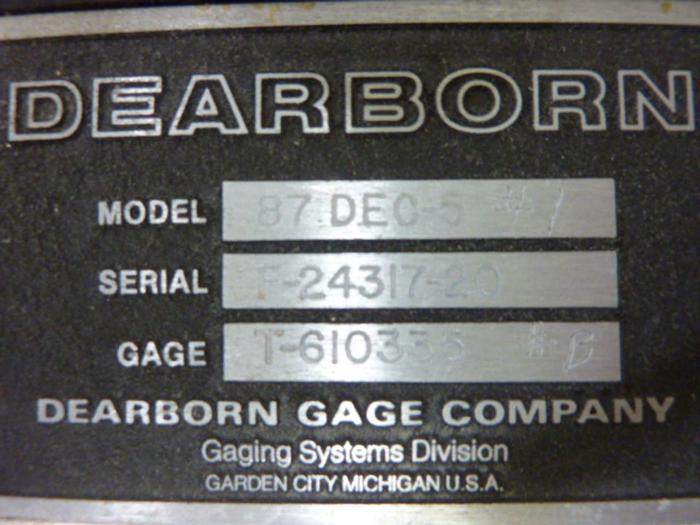 DEARBORN
MODEL 87 DEC-5 #1
SERIAL F-24317-20
GAGE T-610335 #B
DEARBORN GAGE COMPANY
Gaging Systems Division
GARDEN CITY MICHIGAN U.S.A.